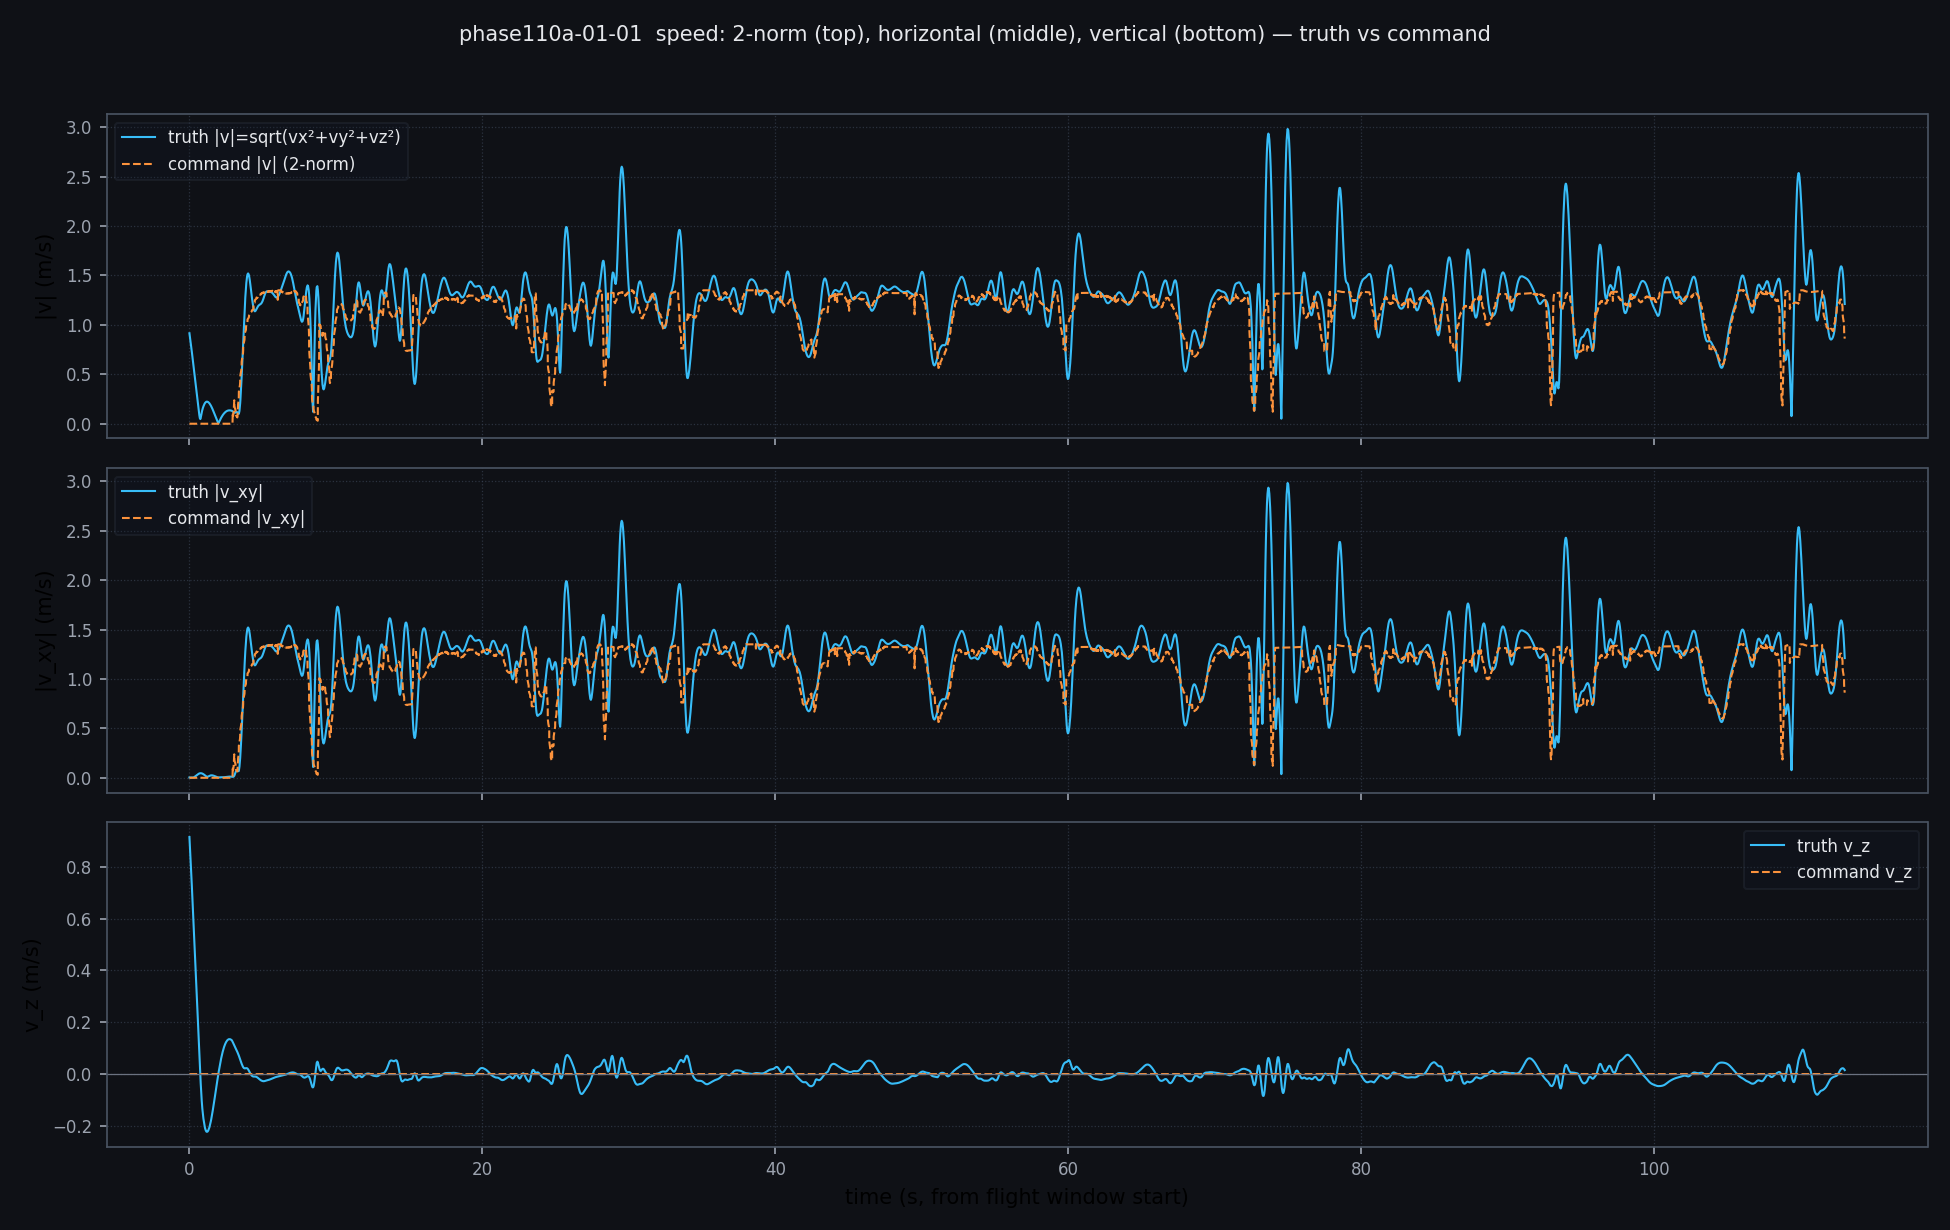 phase110a-01-01  speed: 2-norm (top), horizontal (middle), vertical (bottom) — truth vs command
|v| (m/s)
3.0
2.5
2.0
1.5
1.0
0.5
0.0
truth |v|=sqrt(vx²+vy²+vz²)
command |v| (2-norm)
|v_xy| (m/s)
3.0
2.5
2.0
1.5
1.0
0.5
0.0
truth |v_xy|
command |v_xy|
v_z (m/s)
0.8
0.6
0.4
0.2
0.0
−0.2
truth v_z
command v_z
0 20 40 60 80 100
time (s, from flight window start)